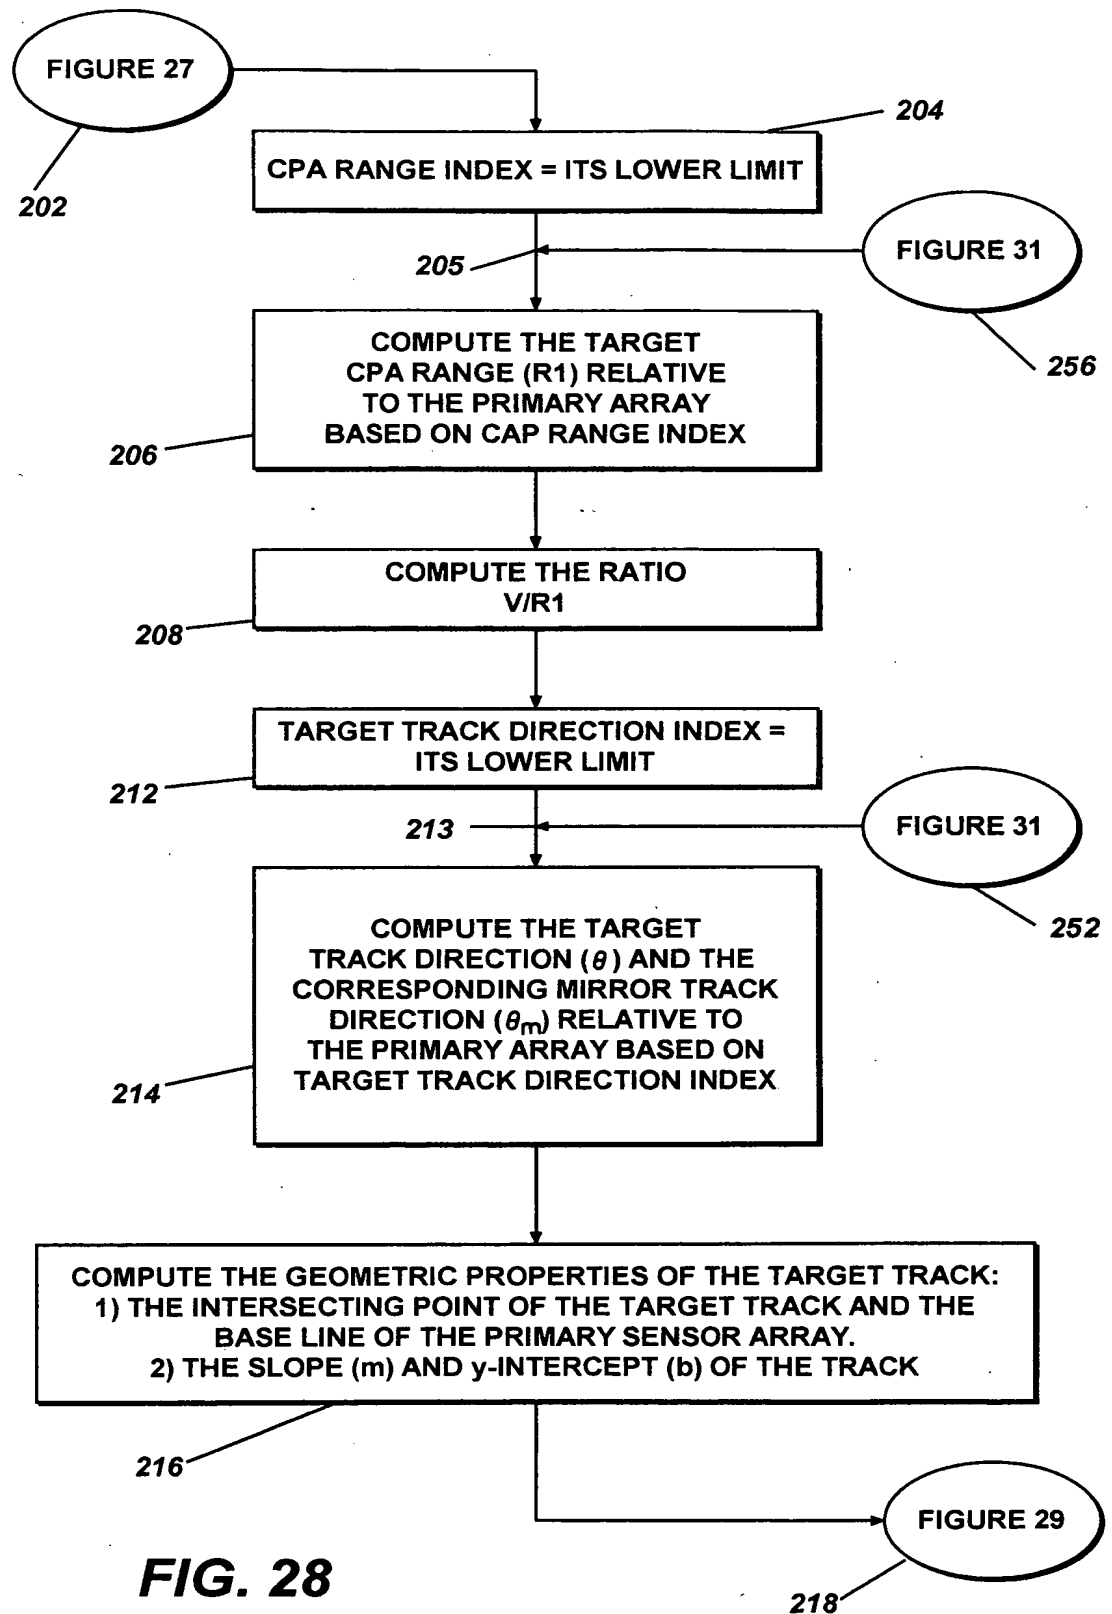 FIGURE 27
202
204
CPA RANGE INDEX = ITS LOWER LIMIT
205
FIGURE 31
256
COMPUTE THE TARGET
CPA RANGE (R1) RELATIVE
TO THE PRIMARY ARRAY
BASED ON CAP RANGE INDEX
206
COMPUTE THE RATIO
V/R1
208
TARGET TRACK DIRECTION INDEX =
ITS LOWER LIMIT
212
213
FIGURE 31
252
COMPUTE THE TARGET
TRACK DIRECTION (θ) AND THE
CORRESPONDING MIRROR TRACK
DIRECTION (θm) RELATIVE TO
THE PRIMARY ARRAY BASED ON
TARGET TRACK DIRECTION INDEX
214
COMPUTE THE GEOMETRIC PROPERTIES OF THE TARGET TRACK:
1) THE INTERSECTING POINT OF THE TARGET TRACK AND THE
BASE LINE OF THE PRIMARY SENSOR ARRAY.
2) THE SLOPE (m) AND y-INTERCEPT (b) OF THE TRACK
216
FIGURE 29
218
FIG. 28